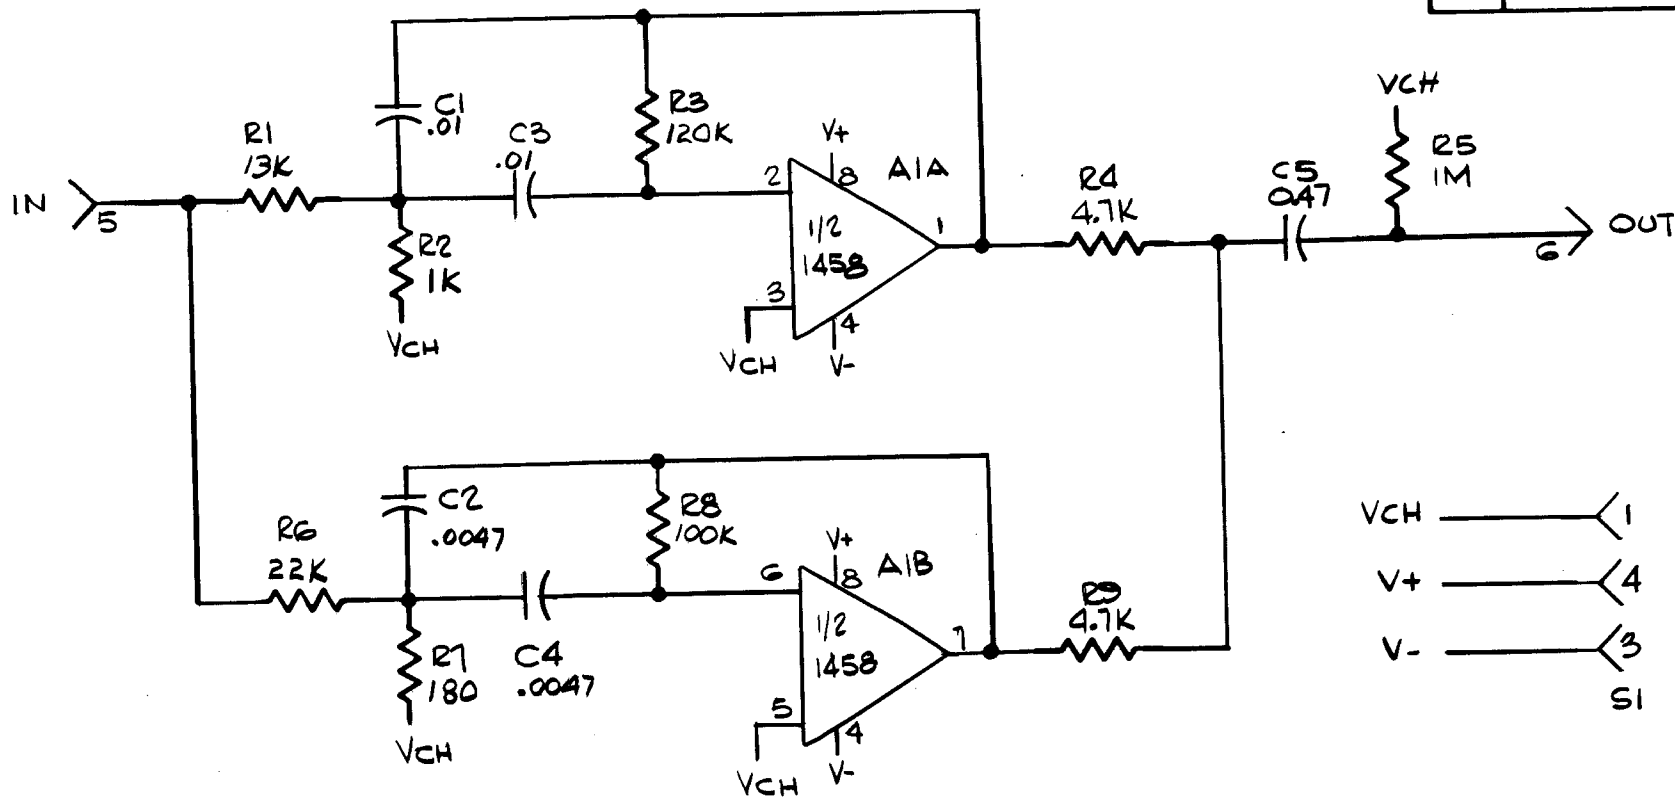 IN
5
R1
13K
C1
.01
R2
1K
VCH
C3
.01
R3
120K
2
V+
8
A1A
1/2
1458
3
VCH
4
V-
1
R4
4.7K
C5
0.47
VCH
R5
1M
6
OUT
R6
22K
C2
.0047
R7
180
VCH
C4
.0047
R8
100K
6
V+
8
A1B
1/2
1458
5
VCH
4
V-
7
R9
4.7K
VCH 1
V+ 4
V- 3
S1